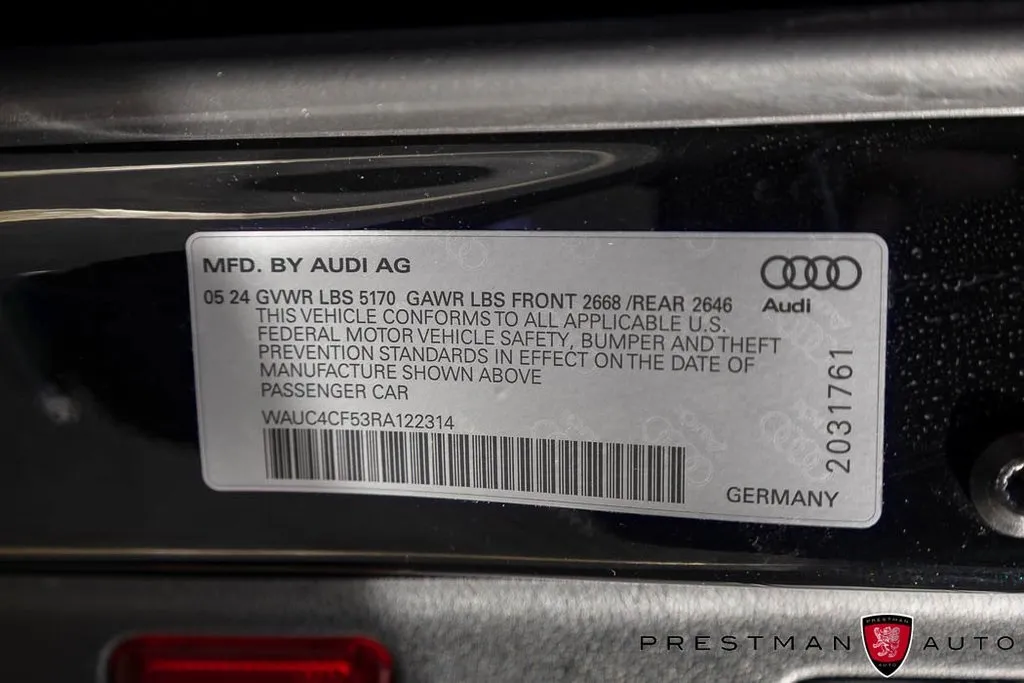 MFD. BY AUDI AG
Audi
05 24 GVWR LBS 5170 GAWR LBS FRONT 2668 /REAR 2646
THIS VEHICLE CONFORMS TO ALL APPLICABLE U.S.
FEDERAL MOTOR VEHICLE SAFETY, BUMPER AND THEFT
PREVENTION STANDARDS IN EFFECT ON THE DATE OF
MANUFACTURE SHOWN ABOVE
PASSENGER CAR
WAUC4CF53RA122314
2031761
GERMANY
PRESTMAN AUTO
PRESTMAN
AUTO